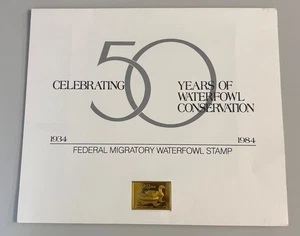 CELEBRATING 50 YEARS OF
WATERFOWL
CONSERVATION
1934 1984
FEDERAL MIGRATORY WATERFOWL STAMP